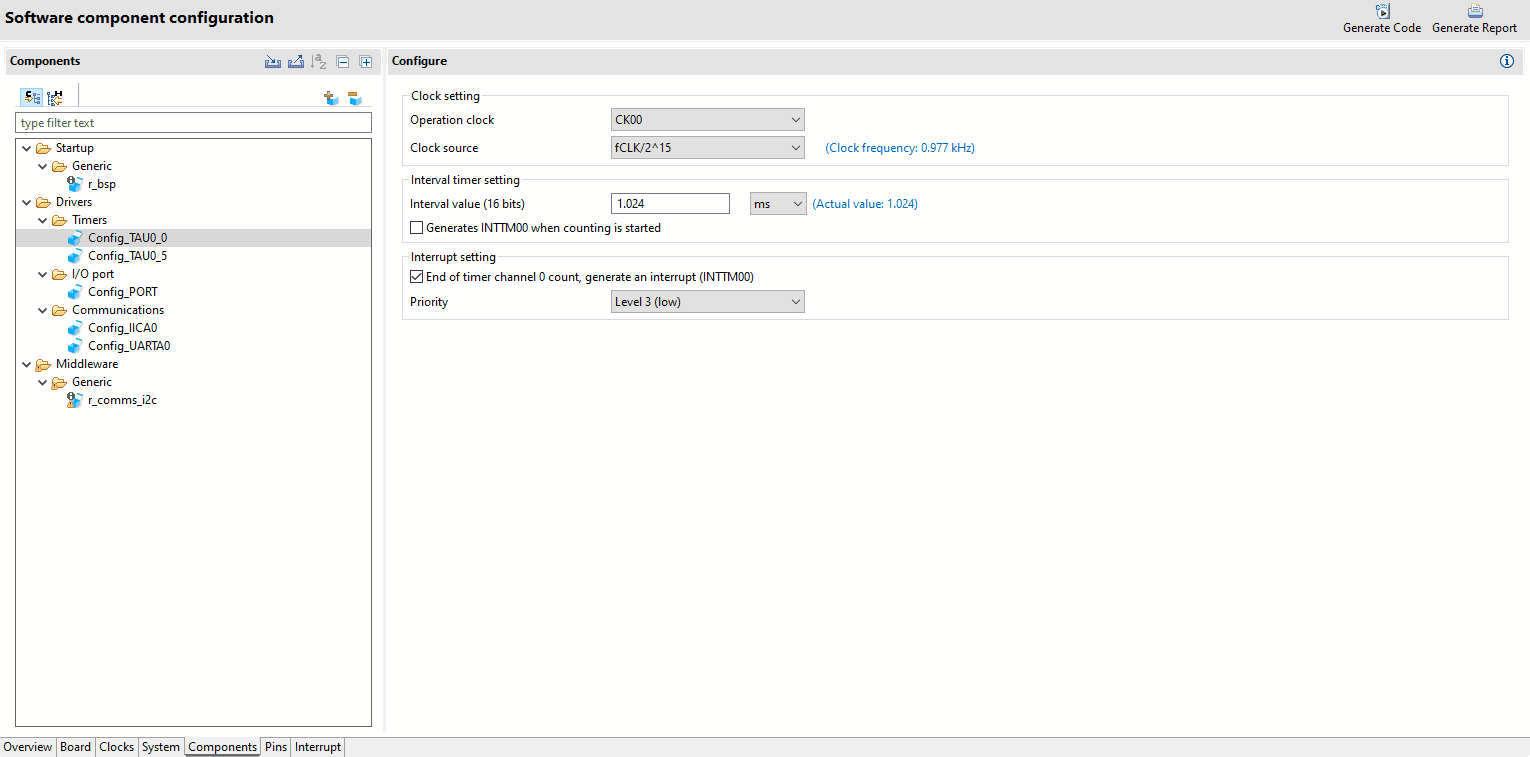 Software component configuration
Generate Code Generate Report
Components
Configure
type filter text
Startup
Generic
r_bsp
Drivers
Timers
Config_TAU0_0
Config_TAU0_5
I/O port
Config_PORT
Communications
Config_IICA0
Config_UARTA0
Middleware
Generic
r_comms_i2c
Clock setting
Operation clock CK00
Clock source fCLK/2^15 (Clock frequency: 0.977 kHz)
Interval timer setting
Interval value (16 bits) 1.024 ms (Actual value: 1.024)
Generates INTTM00 when counting is started
Interrupt setting
End of timer channel 0 count, generate an interrupt (INTTM00)
Priority Level 3 (low)
Overview Board Clocks System Components Pins Interrupt